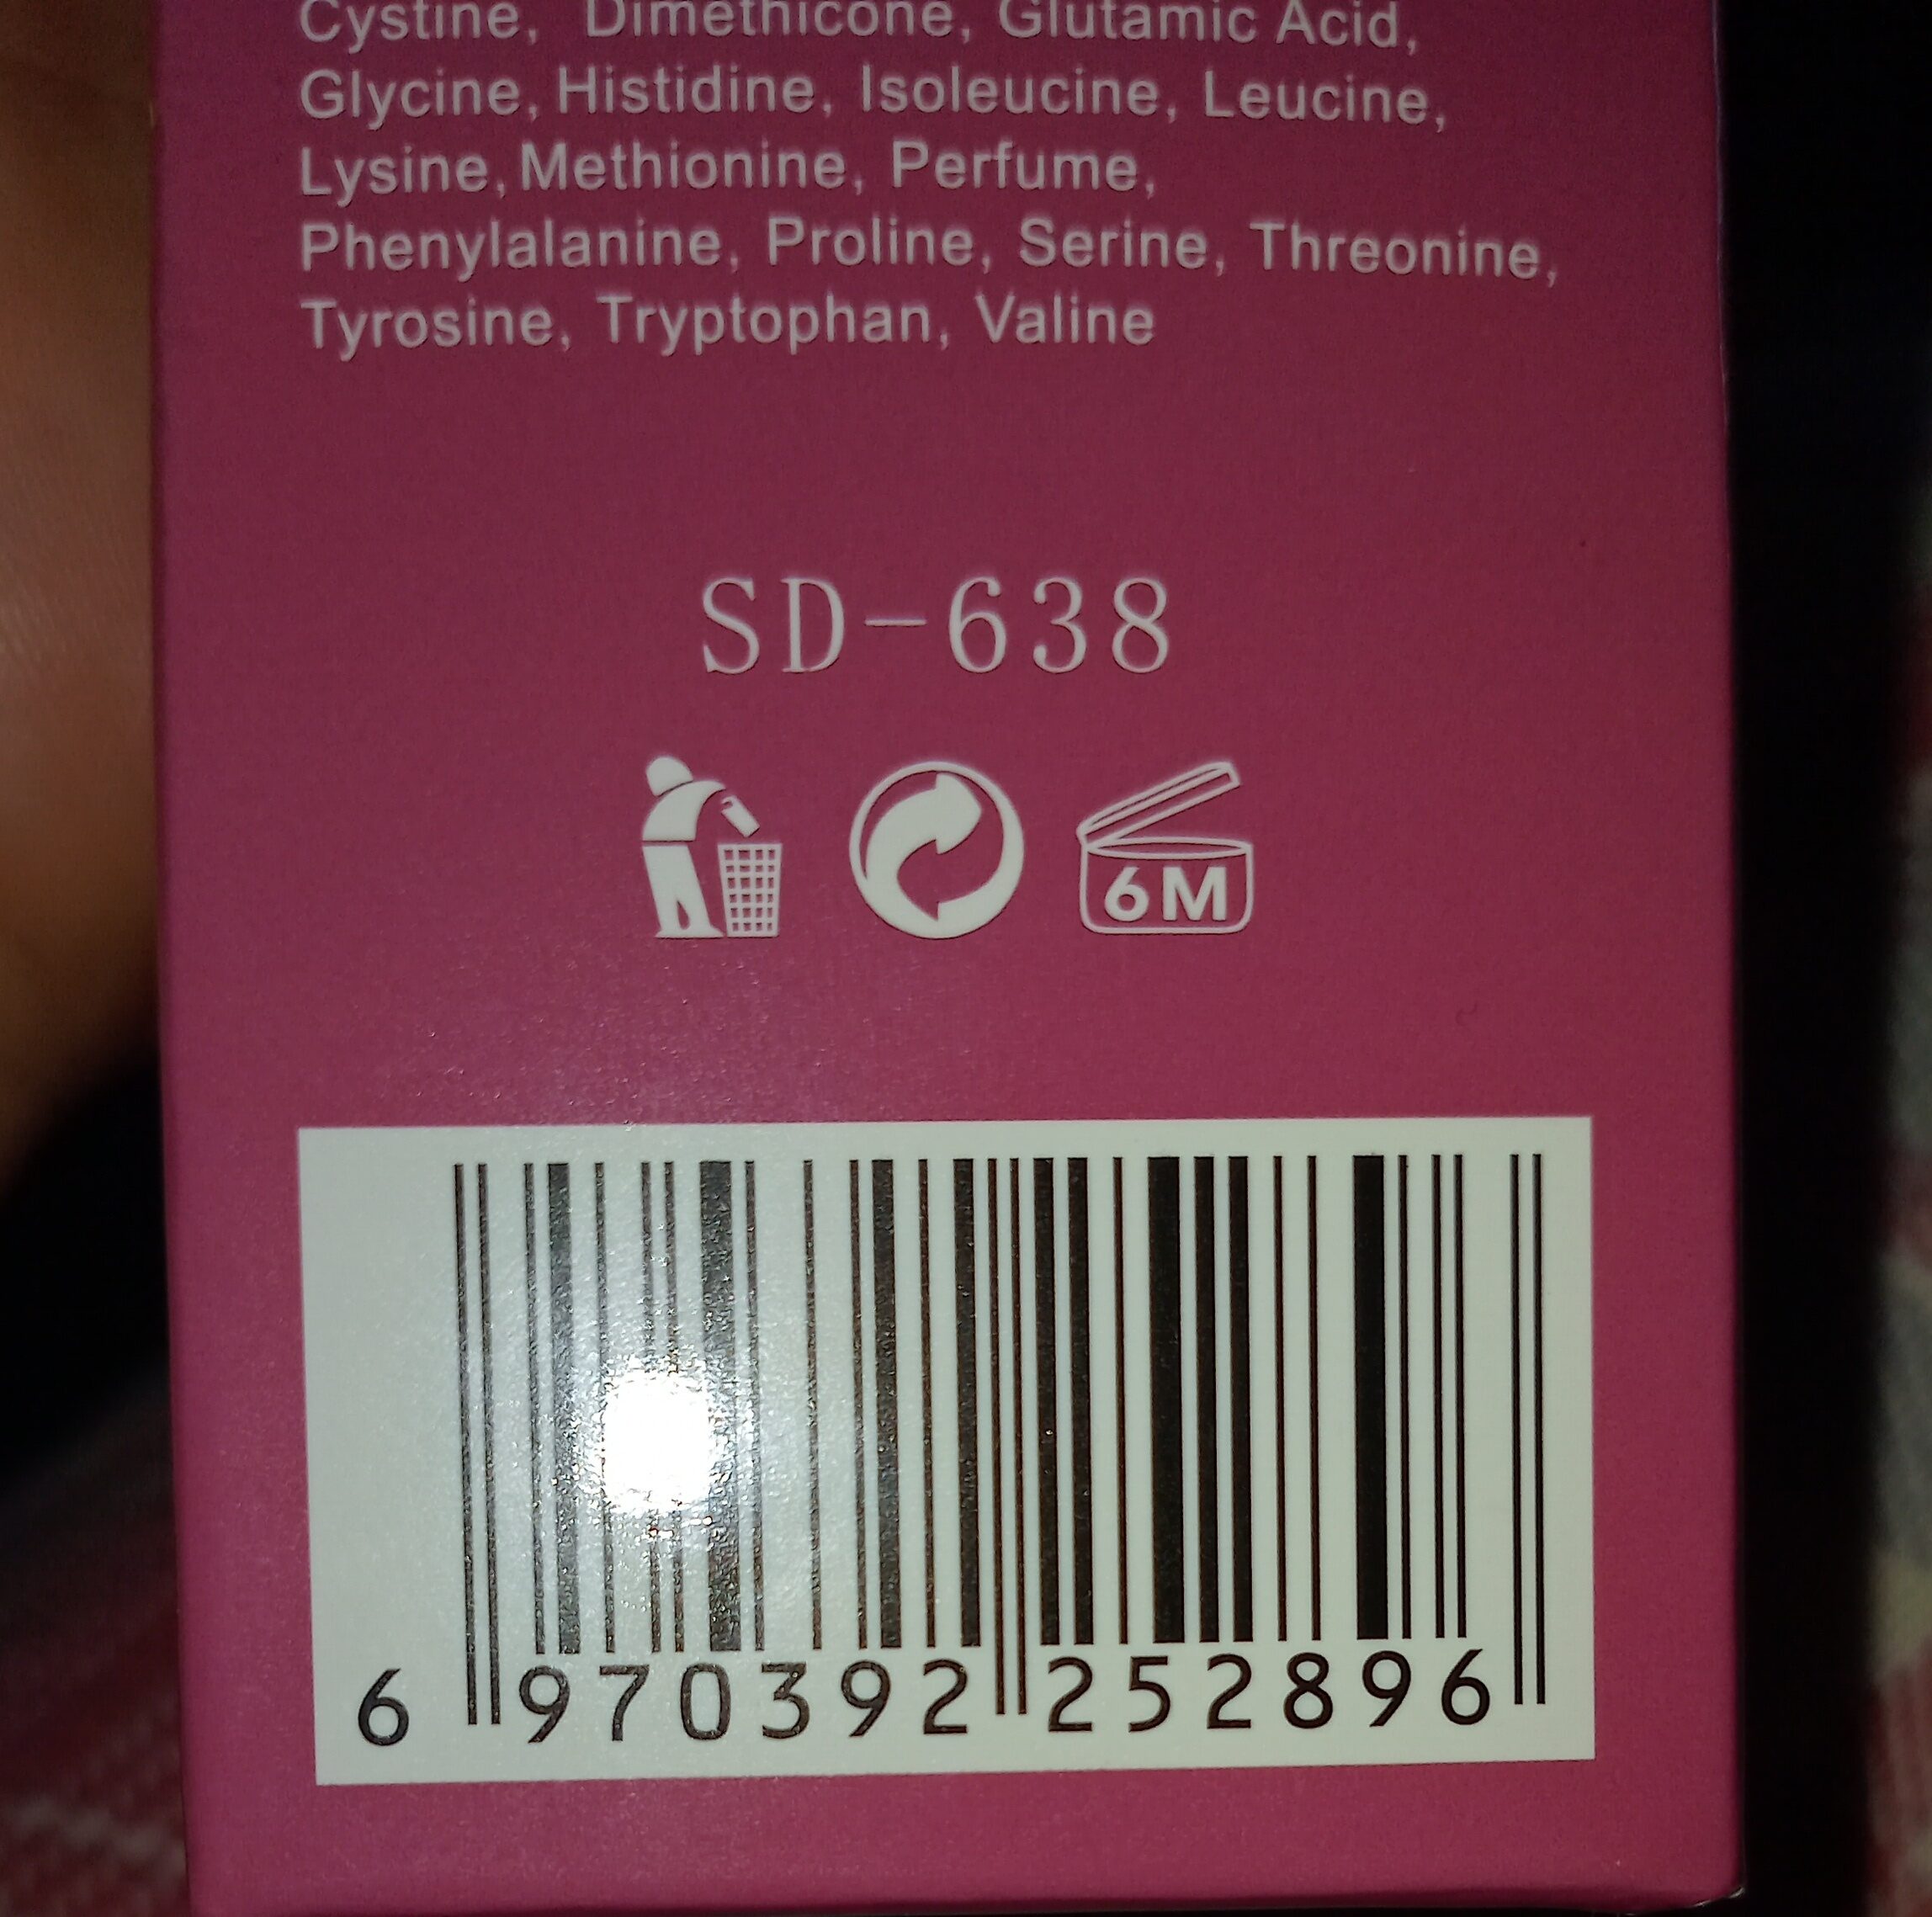 Cystine, Dimethicone, Glutamic Acid,
Glycine, Histidine, Isoleucine, Leucine,
Lysine, Methionine, Perfume,
Phenylalanine, Proline, Serine, Threonine,
Tyrosine, Tryptophan, Valine
SD-638
6M
6 970392 252896